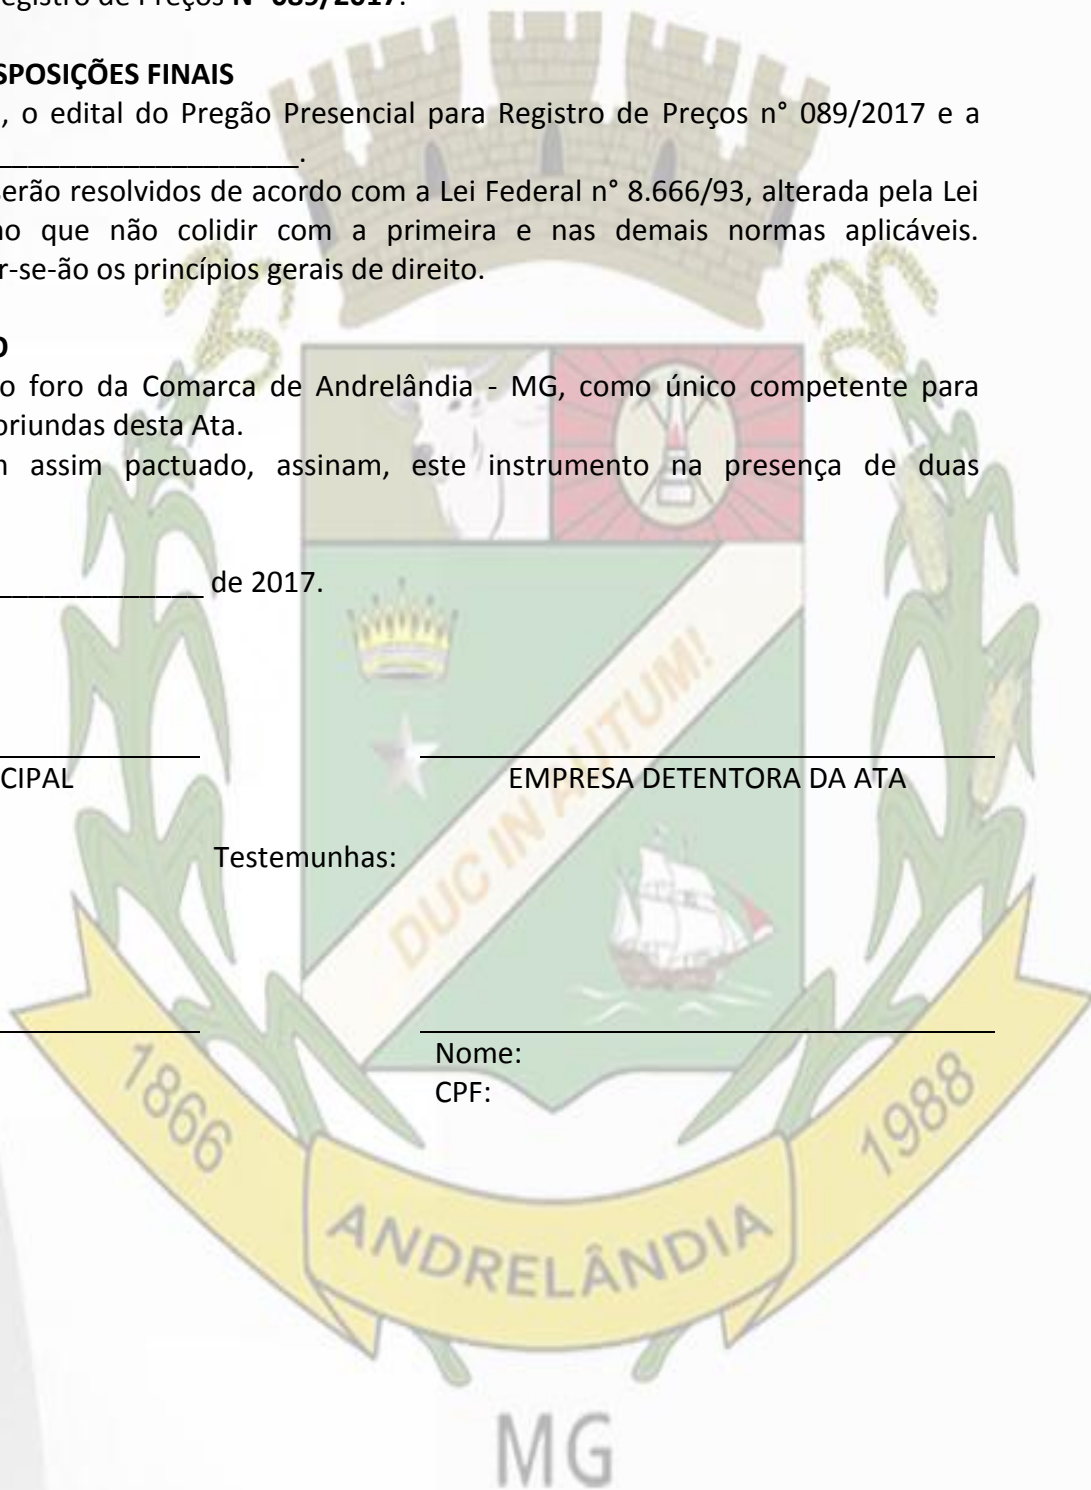 egistro de Preços N° 089/2017.
SPOSIÇÕES FINAIS
, o edital do Pregão Presencial para Registro de Preços n° 089/2017 e a
___________________.
serão resolvidos de acordo com a Lei Federal n° 8.666/93, alterada pela Lei
no que não colidir com a primeira e nas demais normas aplicáveis.
r-se-ão os princípios gerais de direito.
O
o foro da Comarca de Andrelândia - MG, como único competente para
oriundas desta Ata.
m assim pactuado, assinam, este instrumento na presença de duas
_____________ de 2017.
CIPAL
EMPRESA DETENTORA DA ATA
Testemunhas:
Nome:
CPF:
DUC IN ALTUM!
1866
ANDRELÂNDIA
1988
MG